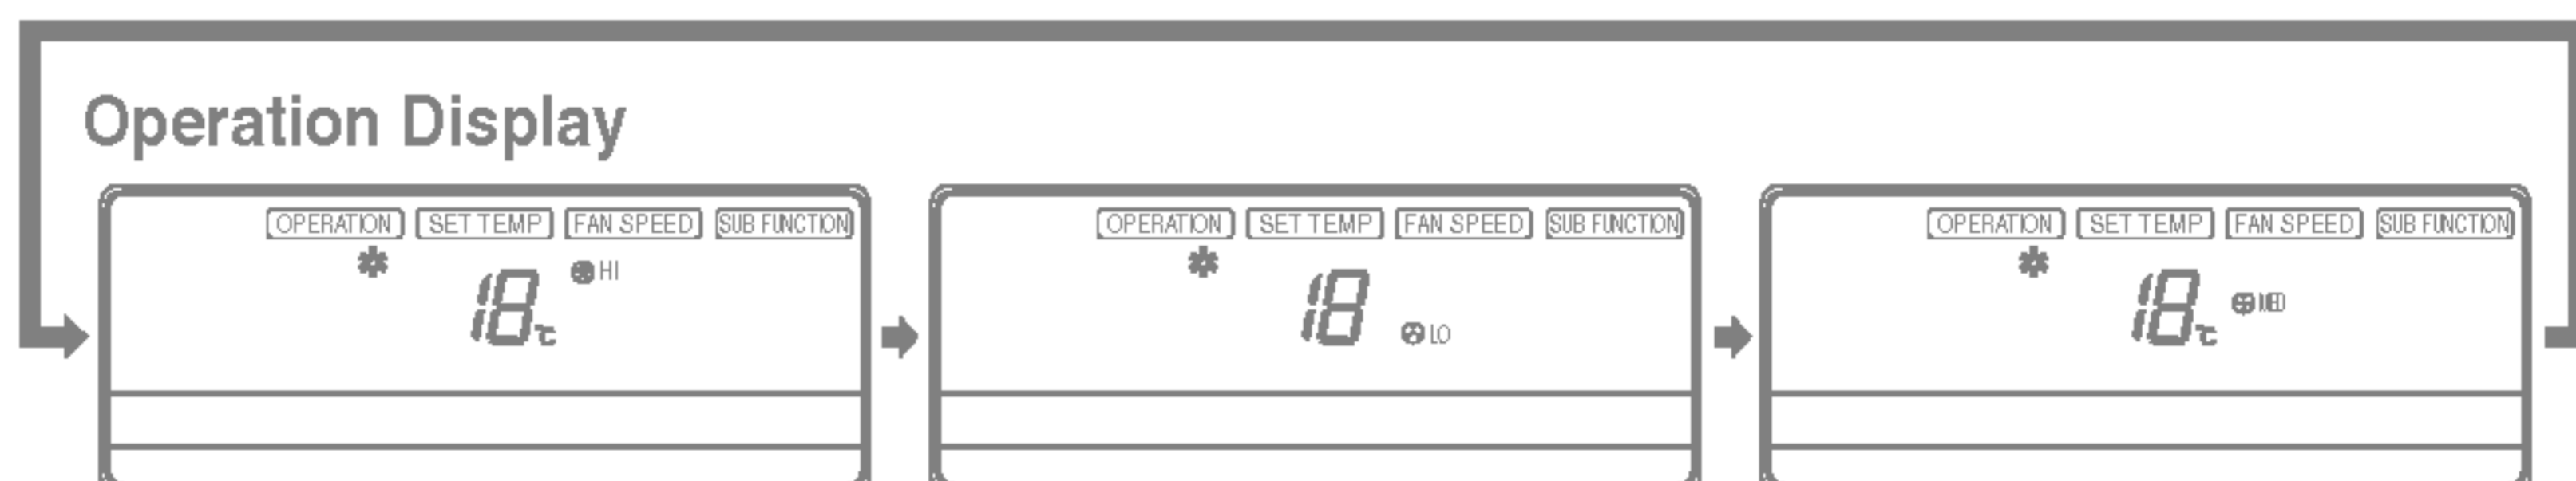 Operation Display
OPERATION SET TEMP FAN SPEED SUB FUNCTION OPERATION SET TEMP FAN SPEED SUB FUNCTION OPERATION SET TEMP FAN SPEED SUB FUNCTION
18℃ HI 18 LO 18℃ MED